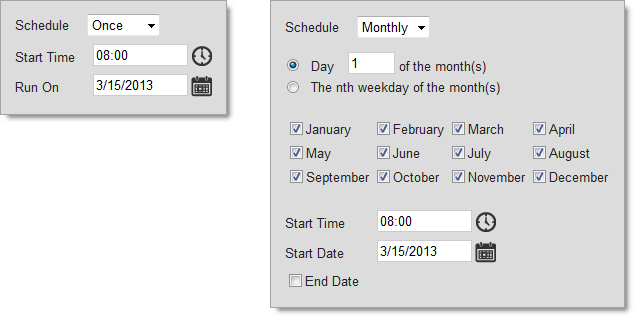 Schedule Once
Start Time 08:00
Run On 3/15/2013
Schedule Monthly
Day 1 of the month(s)
The nth weekday of the month(s)
January February March April
May June July August
September October November December
Start Time 08:00
Start Date 3/15/2013
End Date